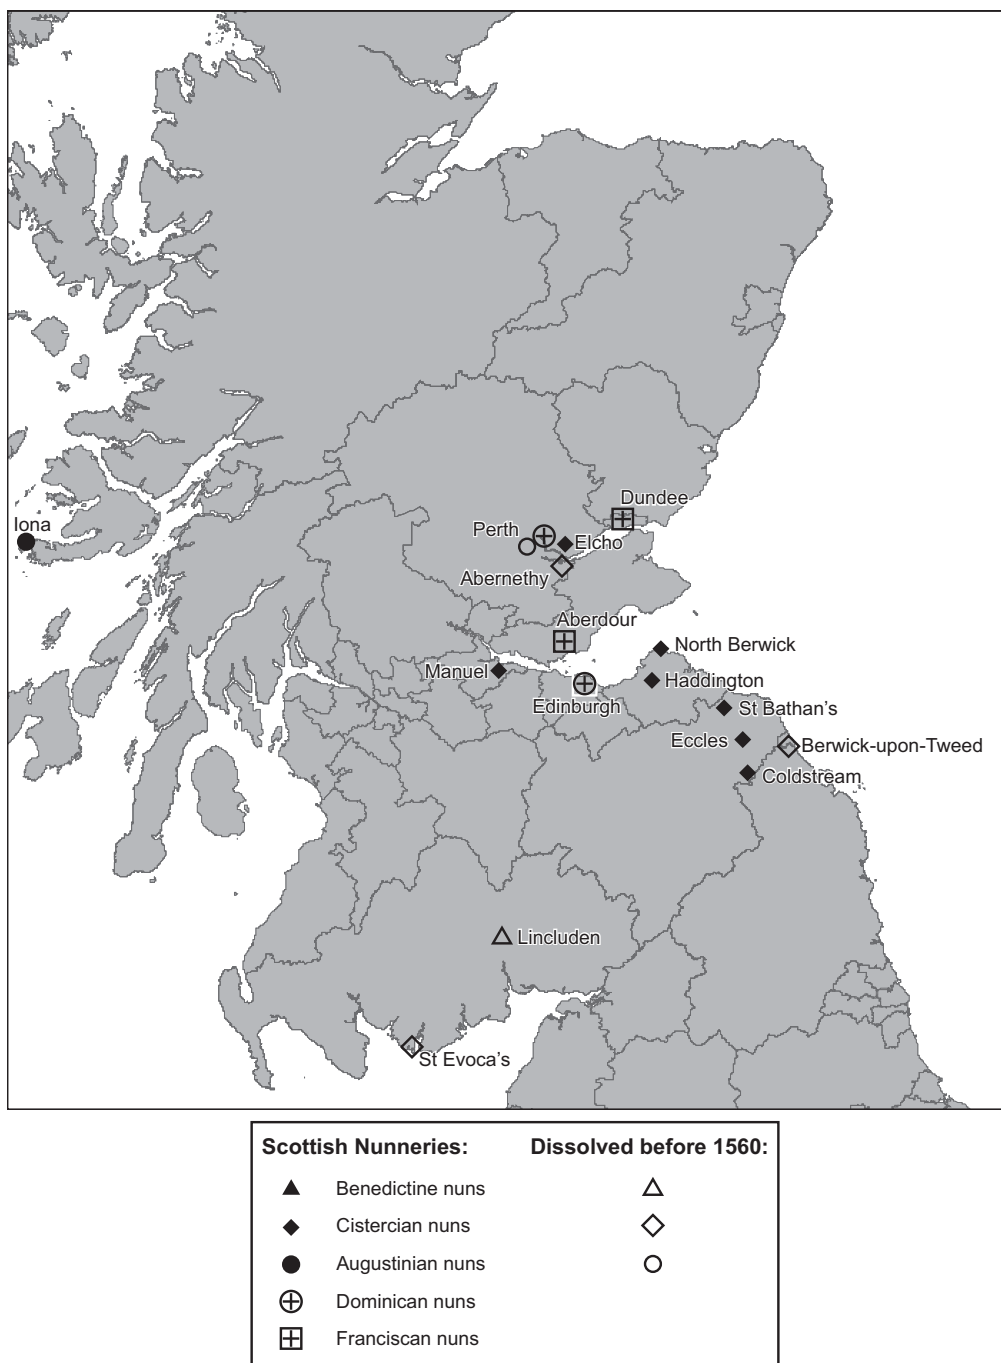 Dundee
Iona
Perth
Elcho
Abernethy
Aberdour
North Berwick
Manuel
Haddington
Edinburgh
St Bathan's
Eccles
Berwick-upon-Tweed
Coldstream
Lincluden
St Evoca's
Scottish Nunneries: Dissolved before 1560:
Benedictine nuns
Cistercian nuns
Augustinian nuns
Dominican nuns
Franciscan nuns